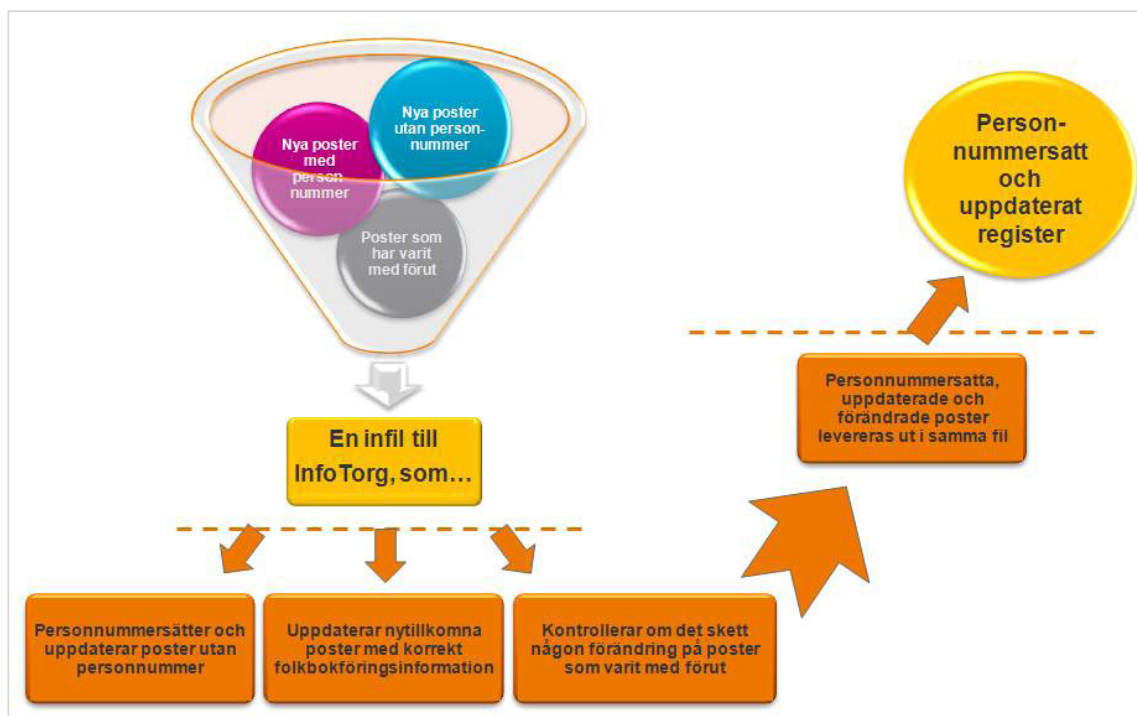 Nya poster
med
person
nummer
Nya poster
utan person-
nummer
Poster som
har varit
med förut
En infil till
InfoTorg, som…
Personnummersätter och
uppdaterar poster utan
personnummer
Uppdaterar nytillkomna
poster med korrekt
folkbokföringsinformation
Kontrollerar om det skett
någon förändring på poster
som varit med förut
Personnummersatta,
uppdaterade och
förändrade poster
levereras ut i samma fil
Person-
nummersatt
och
uppdaterat
register